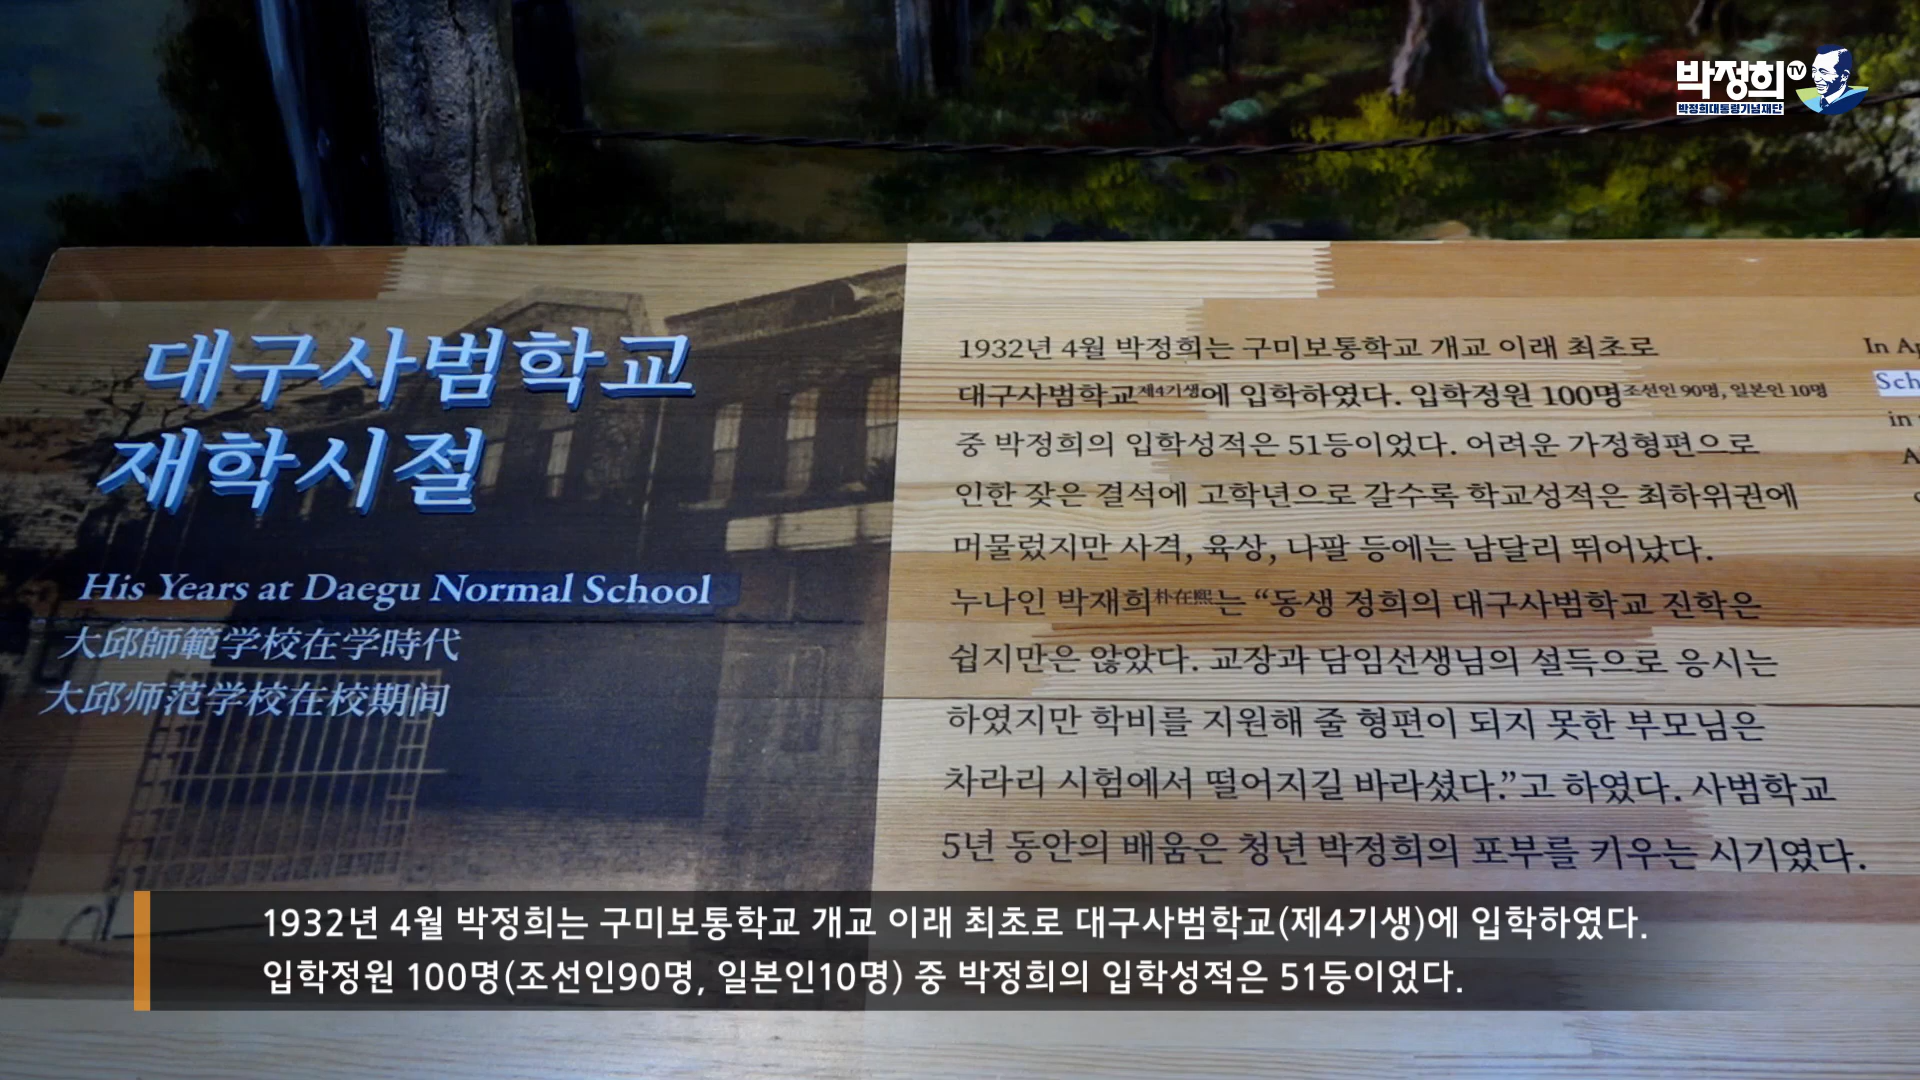 박정희TV
박정희대통령기념재단
대구사범학교
재학시절
His Years at Daegu Normal School
大邱師範学校在学時代
大邱师范学校在校期间
1932년 4월 박정희는 구미보통학교 개교 이래 최초로
대구사범학교제4기생에 입학하였다. 입학정원 100명조선인 90명, 일본인 10명
중 박정희의 입학성적은 51등이었다. 어려운 가정형편으로
인한 잦은 결석에 고학년으로 갈수록 학교성적은 최하위권에
머물렀지만 사격, 육상, 나팔 등에는 남달리 뛰어났다.
누나인 박재희朴在熙는 “동생 정희의 대구사범학교 진학은
쉽지만은 않았다. 교장과 담임선생님의 설득으로 응시는
하였지만 학비를 지원해 줄 형편이 되지 못한 부모님은
차라리 시험에서 떨어지길 바라셨다.”고 하였다. 사범학교
5년 동안의 배움은 청년 박정희의 포부를 키우는 시기였다.
In
in
1932년 4월 박정희는 구미보통학교 개교 이래 최초로 대구사범학교(제4기생)에 입학하였다.
입학정원 100명(조선인90명, 일본인10명) 중 박정희의 입학성적은 51등이었다.